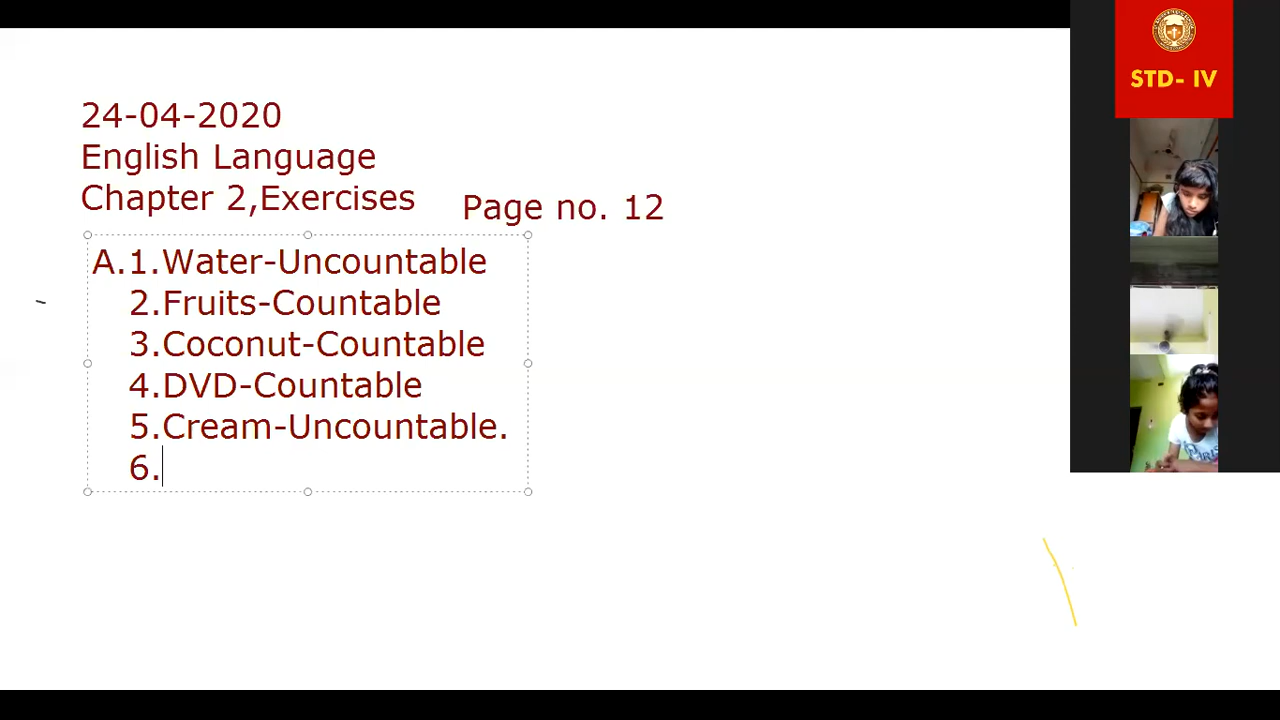 24-04-2020
English Language
Chapter 2,Exercises
Page no. 12
A.1.Water-Uncountable
2.Fruits-Countable
3.Coconut-Countable
4.DVD-Countable
5.Cream-Uncountable.
6.
STD- IV